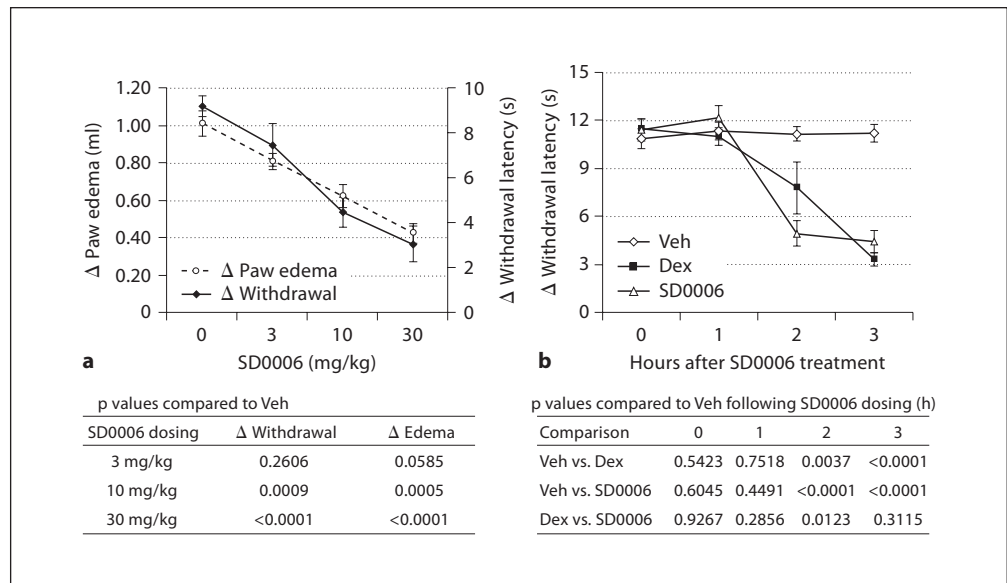 1.20
1.00
0.80
0.60
0.40
0.20
0
Δ Paw edema (ml)
10
8
6
4
2
0
Δ Withdrawal latency (s)
Δ Paw edema
Δ Withdrawal
0 3 10 30
SD0006 (mg/kg)
a
15
12
9
6
3
0
Δ Withdrawal latency (s)
Veh
Dex
SD0006
0 1 2 3
Hours after SD0006 treatment
b
p values compared to Veh
SD0006 dosing Δ Withdrawal Δ Edema
3 mg/kg 0.2606 0.0585
10 mg/kg 0.0009 0.0005
30 mg/kg <0.0001 <0.0001
p values compared to Veh following SD0006 dosing (h)
Comparison 0 1 2 3
Veh vs. Dex 0.5423 0.7518 0.0037 <0.0001
Veh vs. SD0006 0.6045 0.4491 <0.0001 <0.0001
Dex vs. SD0006 0.9267 0.2856 0.0123 0.3115